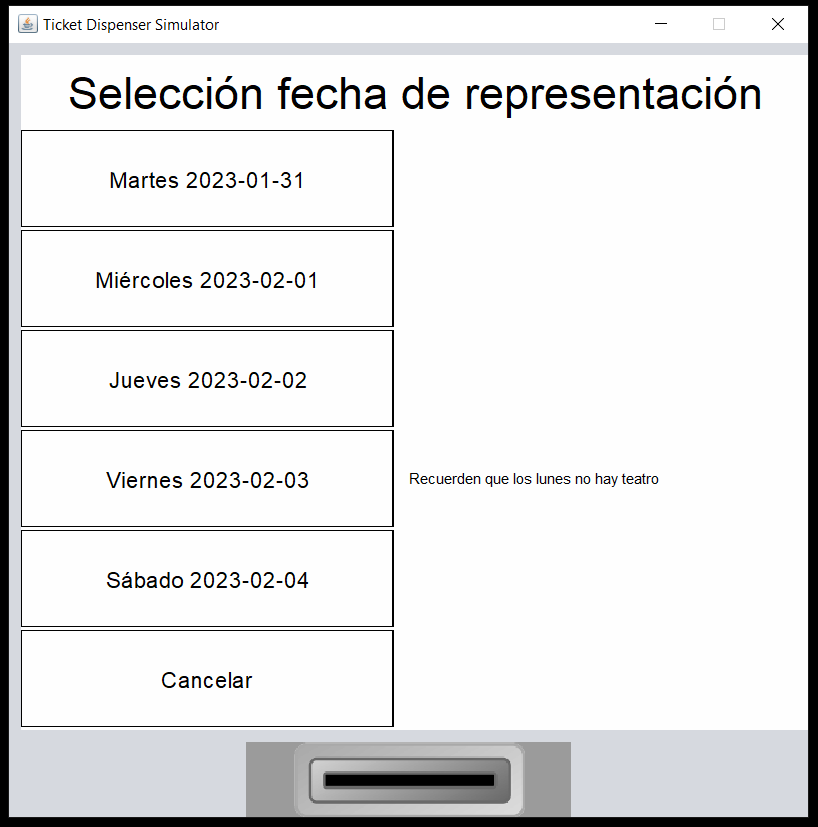 Ticket Dispenser Simulator
Selección fecha de representación
Martes 2023-01-31
Miércoles 2023-02-01
Jueves 2023-02-02
Viernes 2023-02-03
Recuerden que los lunes no hay teatro
Sábado 2023-02-04
Cancelar